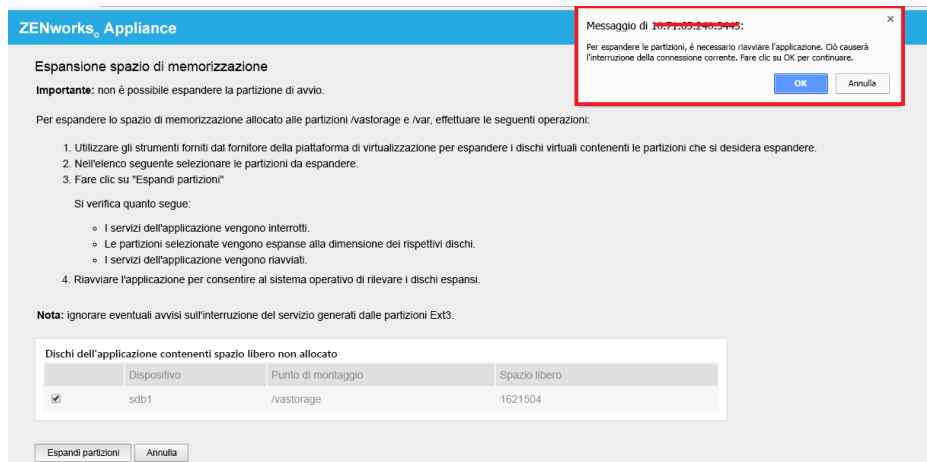 ZENworks® Appliance
Messaggio di
Per espandere le partizioni, è necessario riavviare l'applicazione. Ciò causerà
l'interruzione della connessione corrente. Fare clic su OK per continuare.
OK Annulla
Espansione spazio di memorizzazione
Importante: non è possibile espandere la partizione di avvio.
Per espandere lo spazio di memorizzazione allocato alle partizioni /vastorage e /var, effettuare le seguenti operazioni:
1. Utilizzare gli strumenti forniti dal fornitore della piattaforma di virtualizzazione per espandere i dischi virtuali contenenti le partizioni che si desidera espandere.
2. Nell'elenco seguente selezionare le partizioni da espandere.
3. Fare clic su "Espandi partizioni"
Si verifica quanto segue:
I servizi dell'applicazione vengono interrotti.
Le partizioni selezionate vengono espanse alla dimensione dei rispettivi dischi.
I servizi dell'applicazione vengono riavviati.
4. Riavviare l'applicazione per consentire al sistema operativo di rilevare i dischi espansi.
Nota: ignorare eventuali avvisi sull'interruzione del servizio generati dalle partizioni Ext3.
Dischi dell'applicazione contenenti spazio libero non allocato
Dispositivo Punto di montaggio Spazio libero
sdb1 /vastorage 1621504
Espandi partizioni Annulla